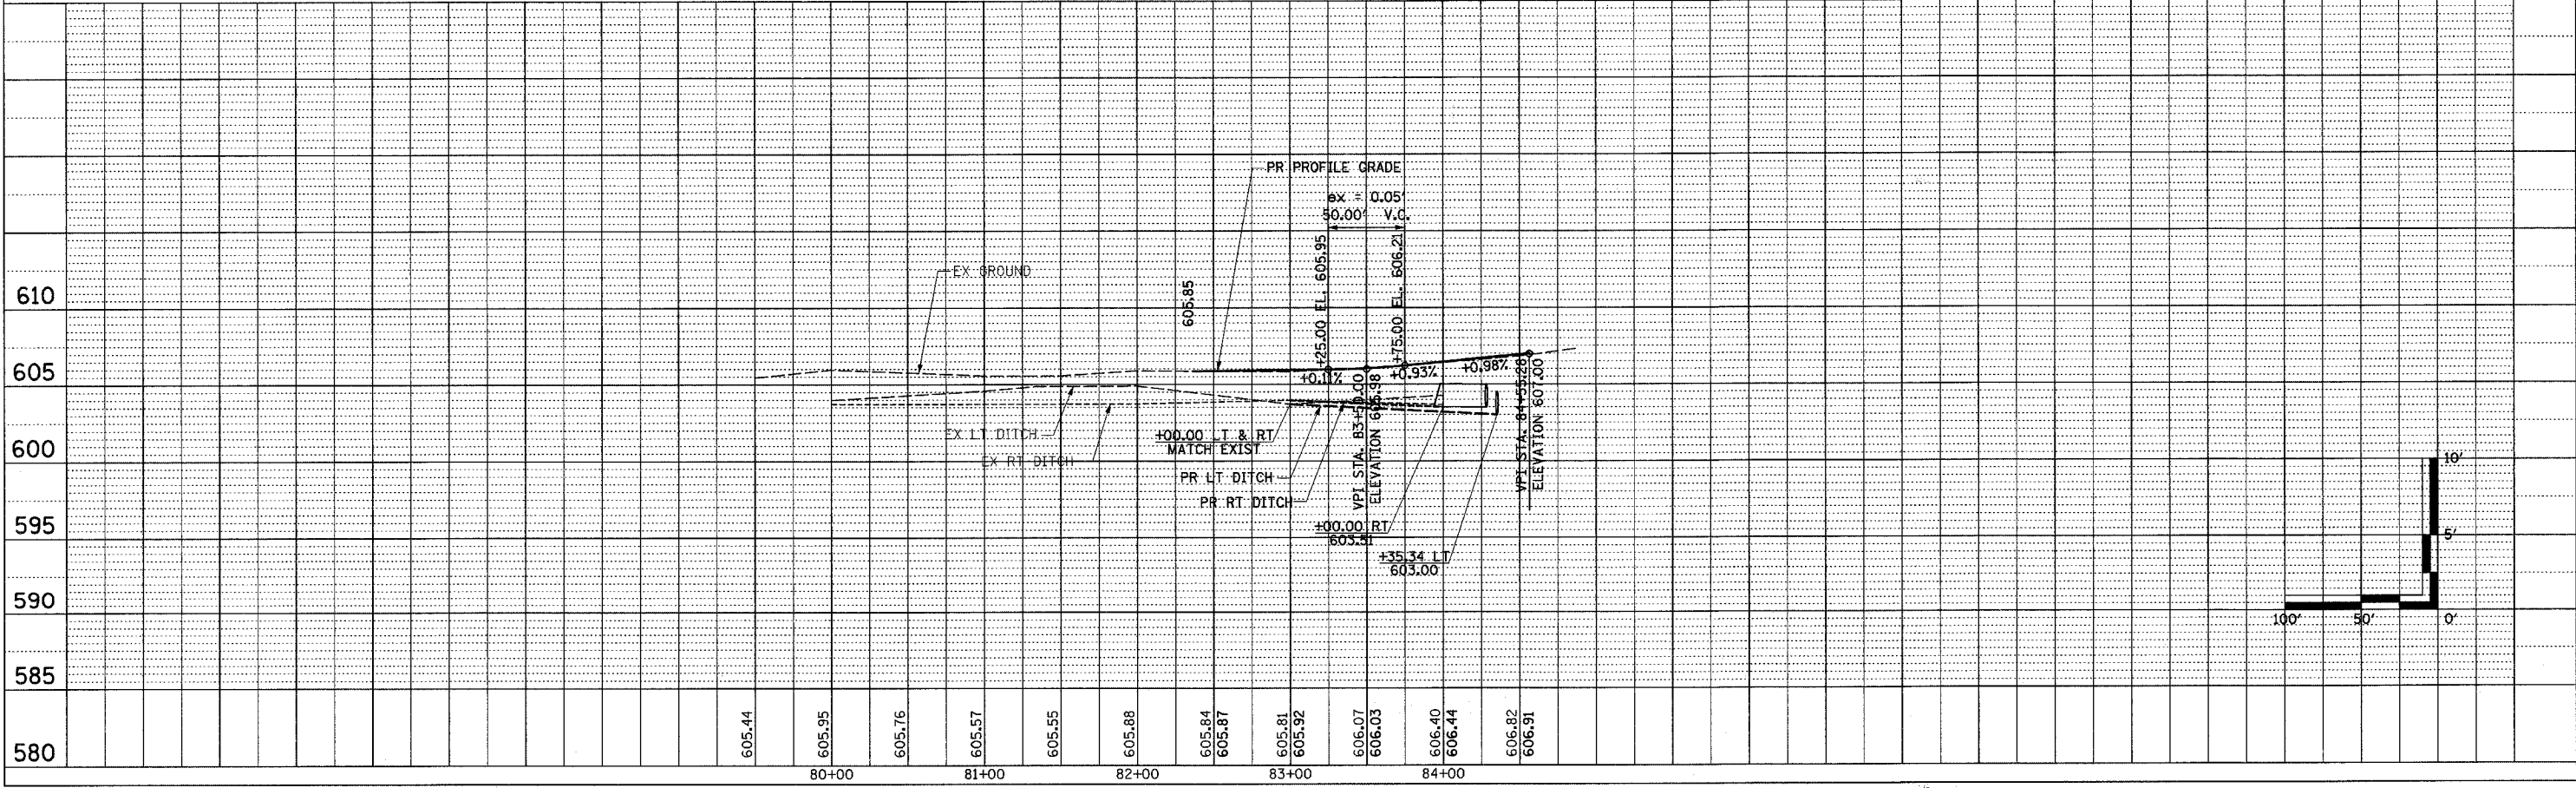 PR PROFILE GRADE
ex = 0.05'
50.00' V.C.
+25.00 EL. 605.95
+75.00 EL. 606.21
605.85
EX GROUND
610
605
600
595
590
585
580
+0.11%
+0.93%
+0.98%
VPI STA. 83+50.00
ELEVATION 605.98
VPI STA. 84+55.28
ELEVATION 607.00
EX LT DITCH
EX RT DITCH
+00.00 LT & RT
MATCH EXIST
PR LT DITCH
PR RT DITCH
+00.00 RT
603.51
+35.34 LT
603.00
10'
5'
100'
50'
0'
605.44
605.95
605.76
605.57
605.55
605.88
605.84
605.87
605.81
605.92
606.07
606.03
606.40
606.44
606.82
606.91
80+00
81+00
82+00
83+00
84+00